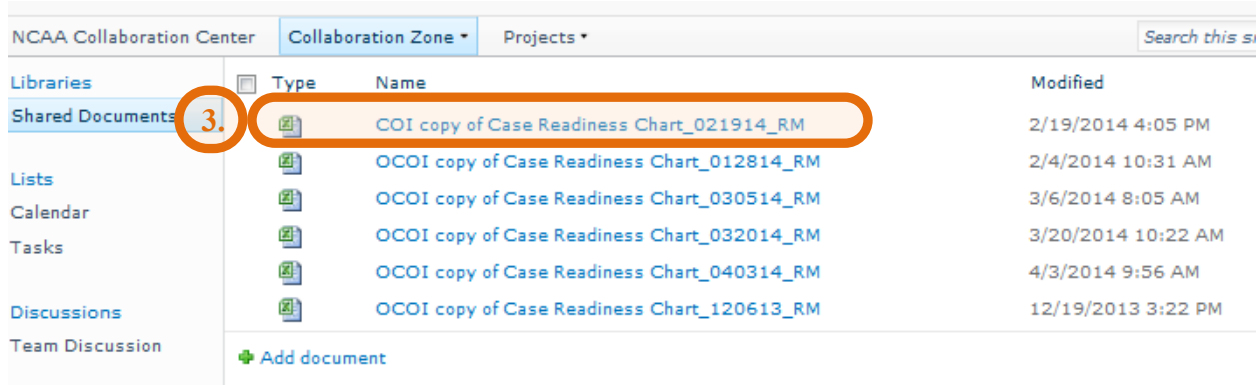 NCAA Collaboration Center Collaboration Zone Projects Search this si
Libraries Type Name Modified
Shared Documents 3. COI copy of Case Readiness Chart_021914_RM 2/19/2014 4:05 PM
OCOI copy of Case Readiness Chart_012814_RM 2/4/2014 10:31 AM
Lists
OCOI copy of Case Readiness Chart_030514_RM 3/6/2014 8:05 AM
Calendar
OCOI copy of Case Readiness Chart_032014_RM 3/20/2014 10:22 AM
Tasks
OCOI copy of Case Readiness Chart_040314_RM 4/3/2014 9:56 AM
Discussions OCOI copy of Case Readiness Chart_120613_RM 12/19/2013 3:22 PM
Team Discussion Add document